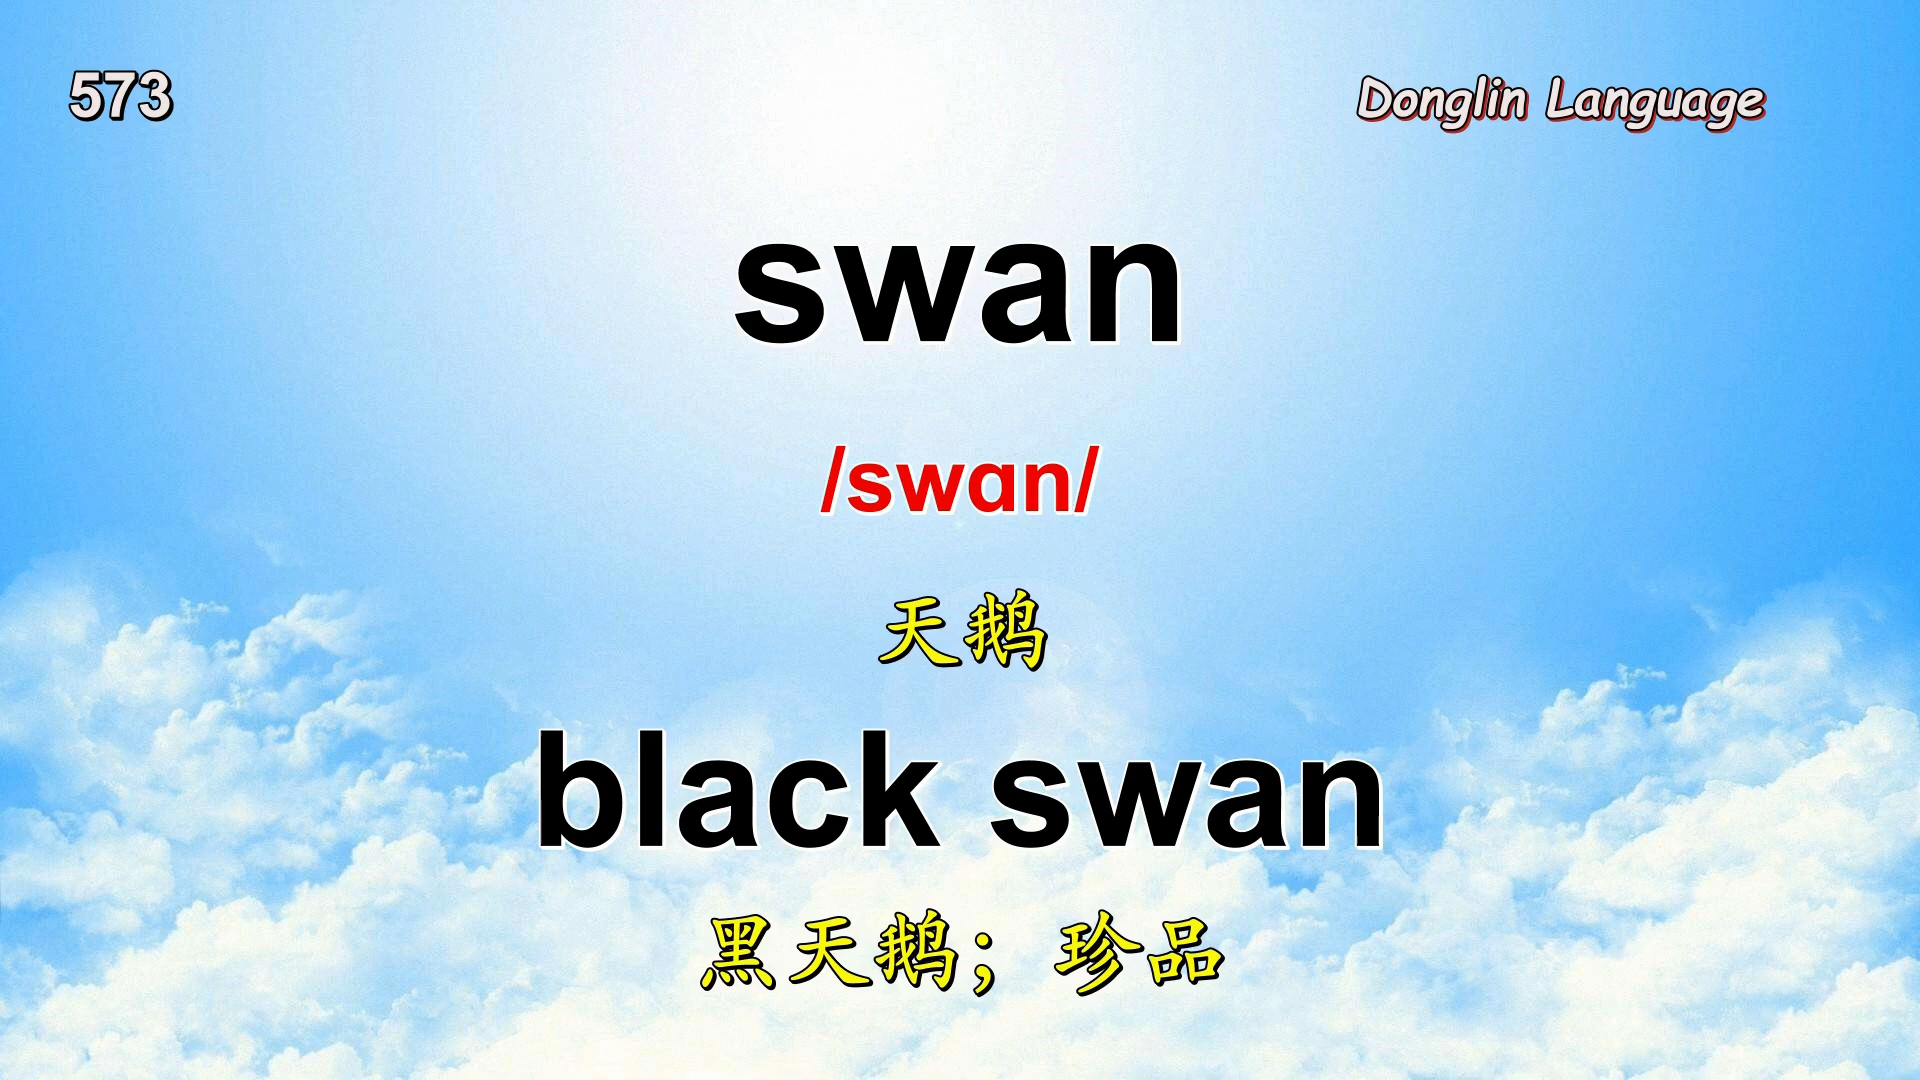 573
Donglin Language
swan
/swɑn/
天鹅
black swan
黑天鹅；珍品